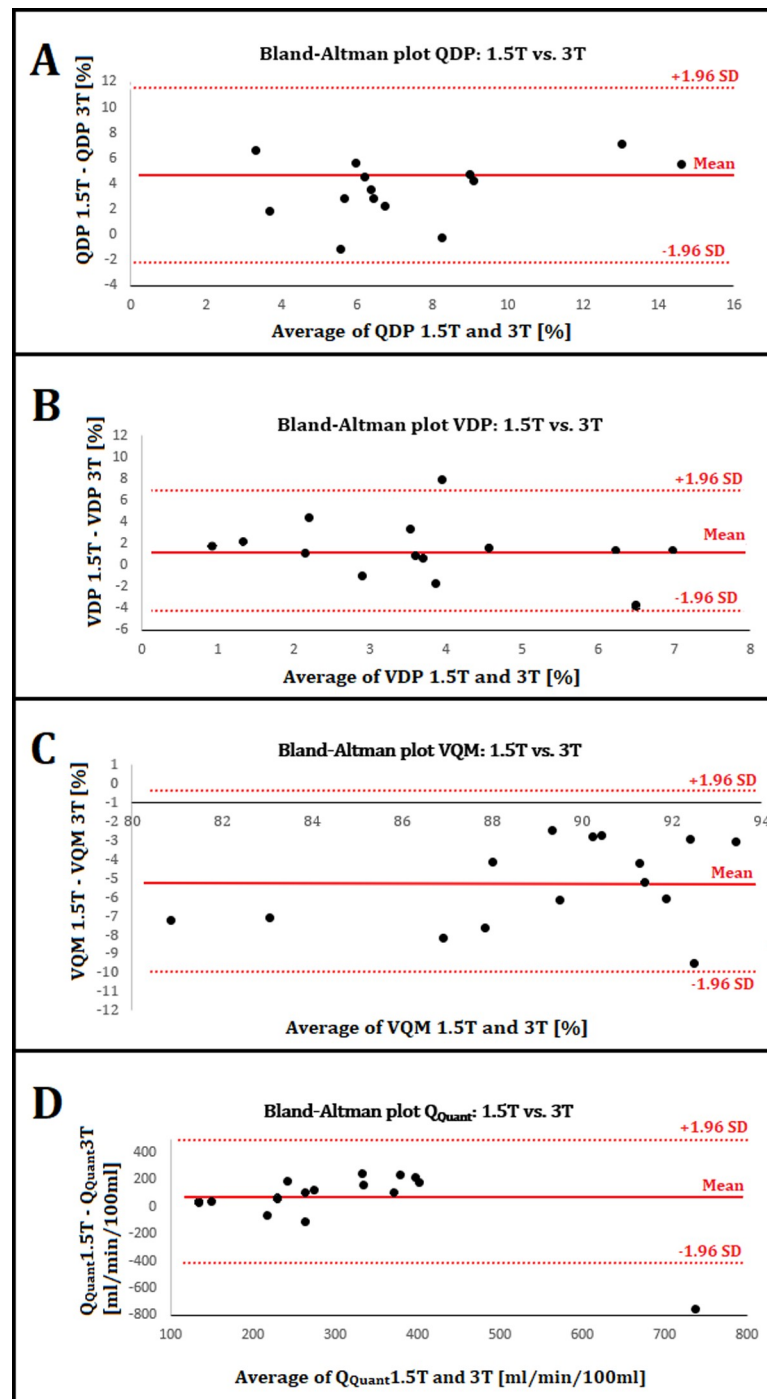 A
Bland-Altman plot QDP: 1.5T vs. 3T
QDP 1.5T - QDP 3T [%]
12
10
8
6
4
2
0
-2
-4
+1.96 SD
Mean
-1.96 SD
0 2 4 6 8 10 12 14 16
Average of QDP 1.5T and 3T [%]
B
Bland-Altman plot VDP: 1.5T vs. 3T
VDP 1.5T - VDP 3T [%]
12
10
8
6
4
2
0
-2
-4
-6
+1.96 SD
Mean
-1.96 SD
0 1 2 3 4 5 6 7 8
Average of VDP 1.5T and 3T [%]
C
Bland-Altman plot VQM: 1.5T vs. 3T
VQM 1.5T - VQM 3T [%]
1
0
-1
-2
-3
-4
-5
-6
-7
-8
-9
-10
-11
-12
+1.96 SD
80 82 84 86 88 90 92 94
Mean
-1.96 SD
Average of VQM 1.5T and 3T [%]
D
Bland-Altman plot QQuant: 1.5T vs. 3T
QQuant1.5T - QQuant3T
[ml/min/100ml]
400
200
0
-200
-400
-600
-800
+1.96 SD
Mean
-1.96 SD
100 200 300 400 500 600 700 800
Average of QQuant1.5T and 3T [ml/min/100ml]